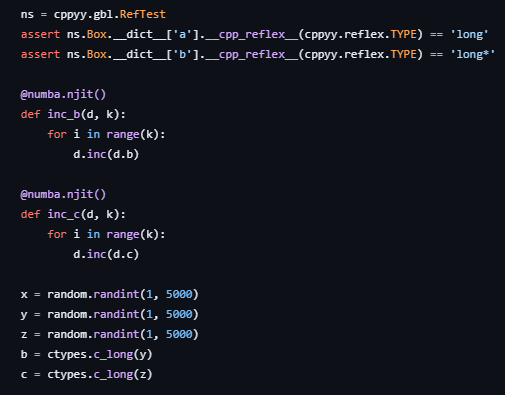 ns = cppyy.gbl.RefTest
assert ns.Box.__dict__['a'].__cpp_reflex__(cppyy.reflex.TYPE) == 'long'
assert ns.Box.__dict__['b'].__cpp_reflex__(cppyy.reflex.TYPE) == 'long*'

@numba.njit()
def inc_b(d, k):
    for i in range(k):
        d.inc(d.b)

@numba.njit()
def inc_c(d, k):
    for i in range(k):
        d.inc(d.c)

x = random.randint(1, 5000)
y = random.randint(1, 5000)
z = random.randint(1, 5000)
b = ctypes.c_long(y)
c = ctypes.c_long(z)